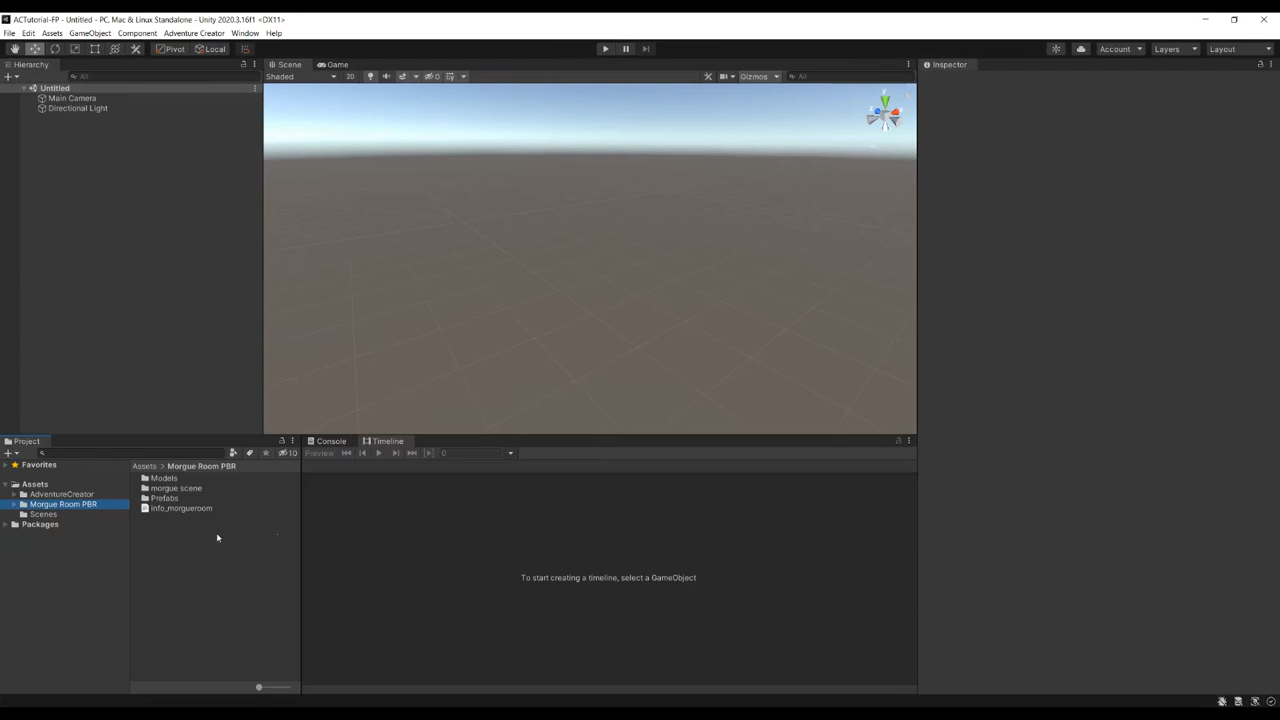 ACTutorial-FP - Untitled - PC, Mac & Linux Standalone - Unity 2020.3.16f1 <DX11>
File Edit Assets GameObject Component Adventure Creator Window Help
Pivot Local Account Layers Layout
Hierarchy Scene Game Inspector
All Shaded 2D 0 Gizmos All
Untitled
Main Camera
Directional Light
Project Console Timeline
10 Preview 0
Favorites
Assets > Morgue Room PBR
Models
Assets
morgue scene
AdventureCreator
Prefabs
Morgue Room PBR
info_morgueroom
Scenes
Packages
To start creating a timeline, select a GameObject